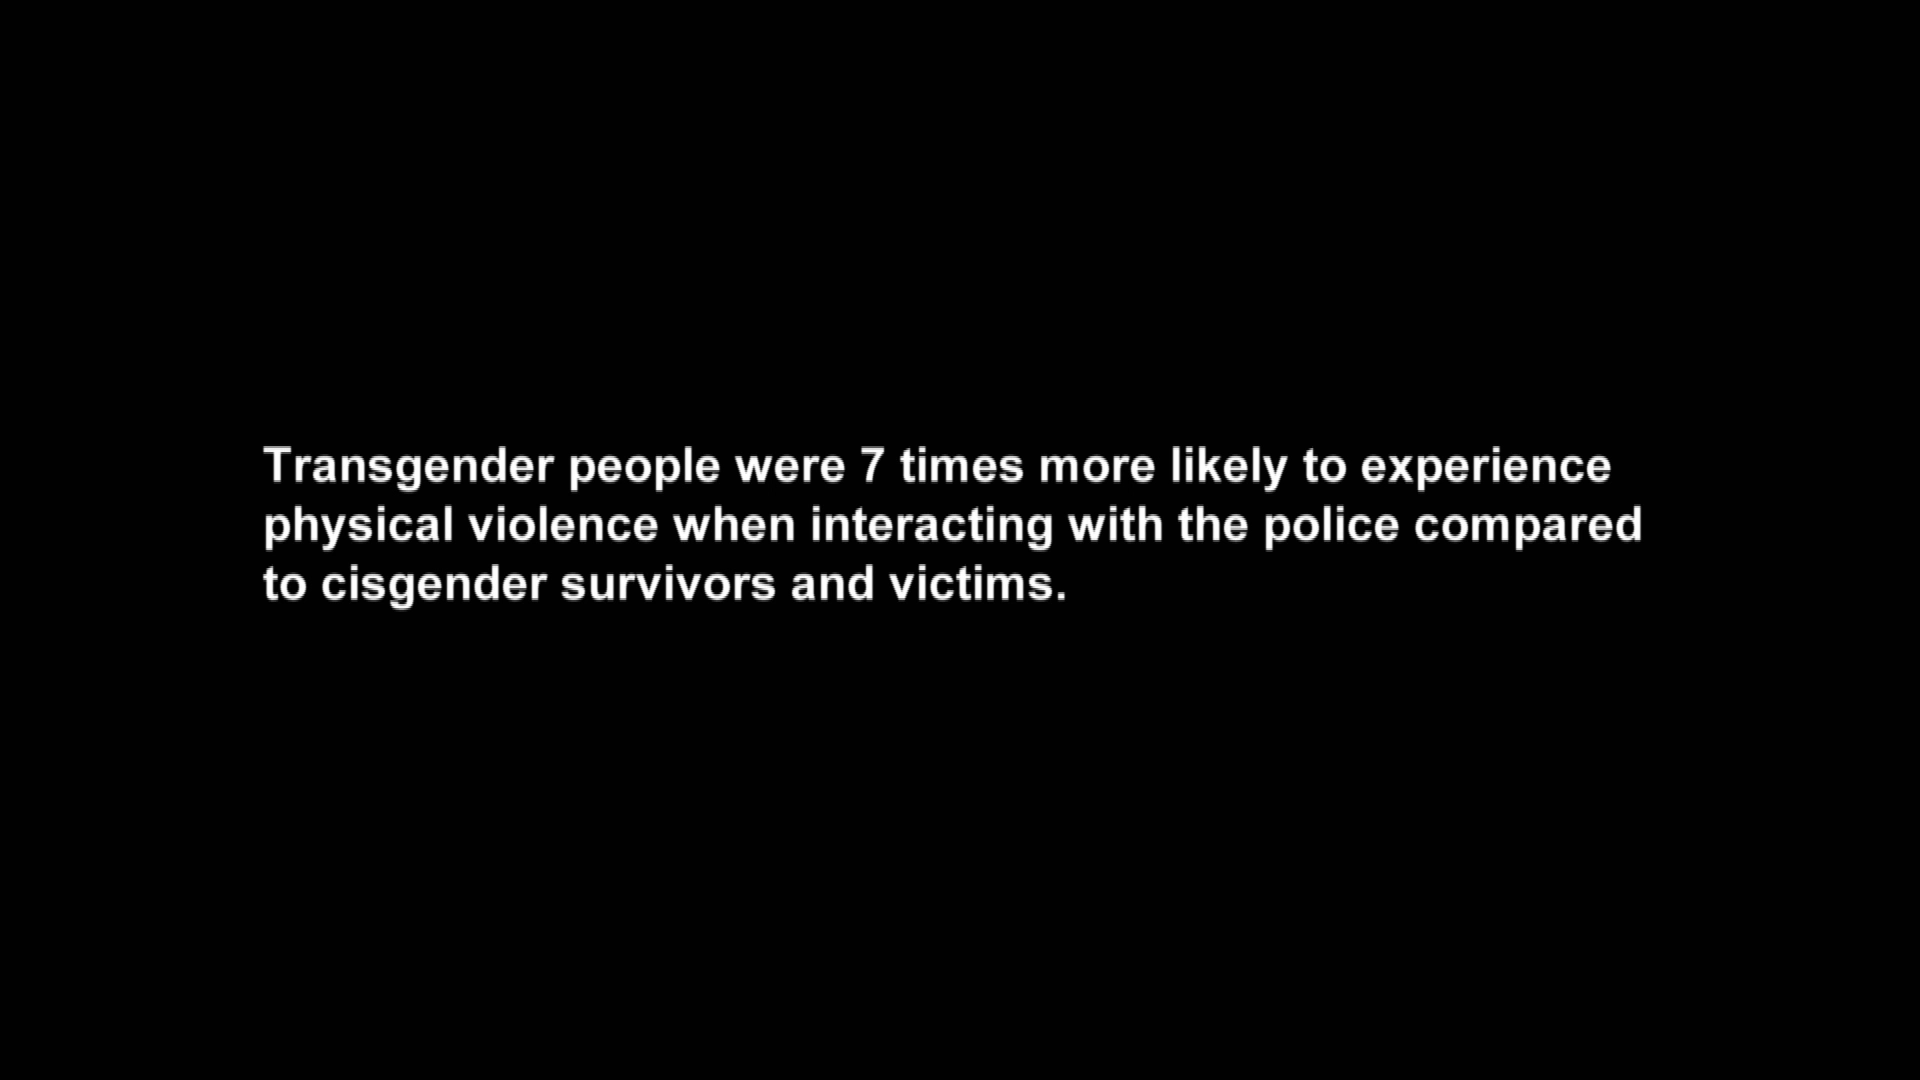 Transgender people were 7 times more likely to experience
physical violence when interacting with the police compared
to cisgender survivors and victims.